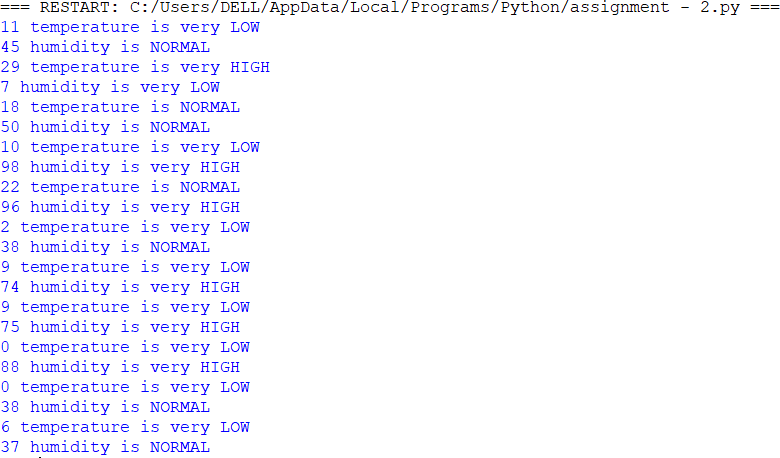 === RESTART: C:/Users/DELL/AppData/Local/Programs/Python/assignment - 2.py ===
11 temperature is very LOW
45 humidity is NORMAL
29 temperature is very HIGH
7 humidity is very LOW
18 temperature is NORMAL
50 humidity is NORMAL
10 temperature is very LOW
98 humidity is very HIGH
22 temperature is NORMAL
96 humidity is very HIGH
2 temperature is very LOW
38 humidity is NORMAL
9 temperature is very LOW
74 humidity is very HIGH
9 temperature is very LOW
75 humidity is very HIGH
0 temperature is very LOW
88 humidity is very HIGH
0 temperature is very LOW
38 humidity is NORMAL
6 temperature is very LOW
37 humidity is NORMAL